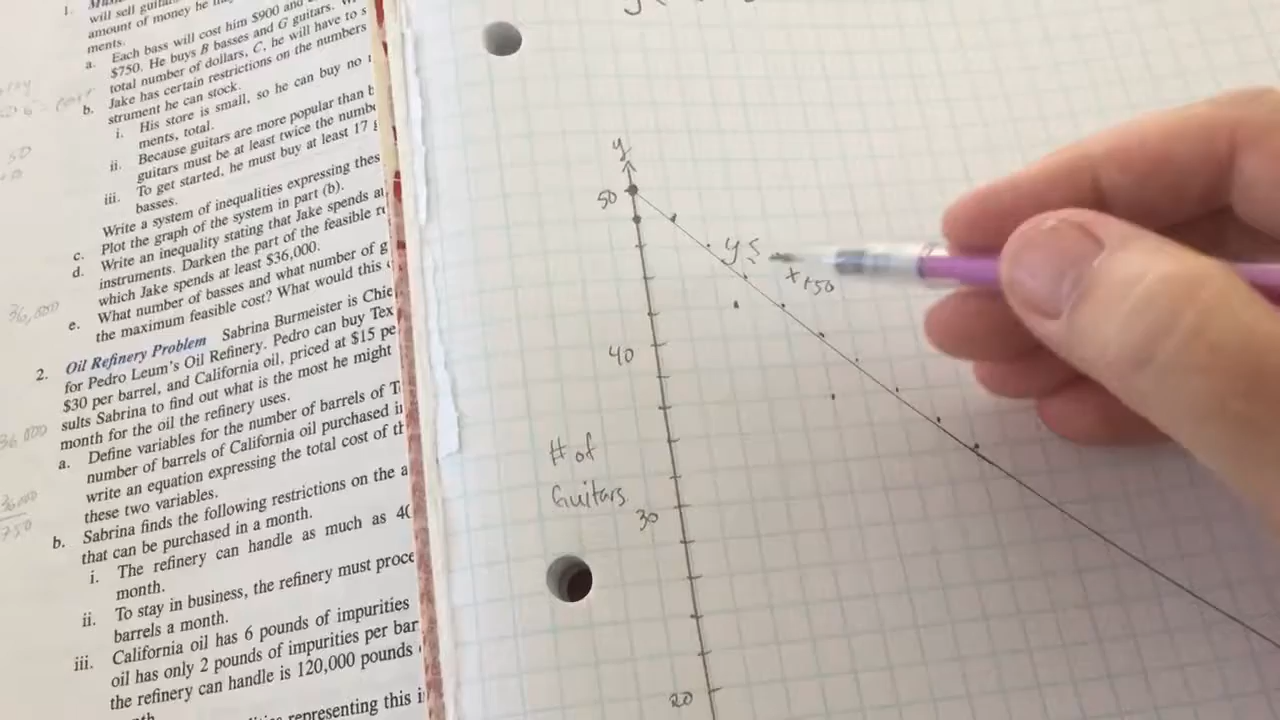 1.
will sell guita
amount of money he
ments.
a. Each bass will cost him $900 and
$750. He buys B basses and G guitars.
total number of dollars, C, he will have to s
b. Jake has certain restrictions on the numbers
strument he can stock.
i. His store is small, so he can buy no
ments, total.
ii. Because guitars are more popular than b
guitars must be at least twice the numb
iii. To get started, he must buy at least 17 g
basses.
Write a system of inequalities expressing thes
c. Plot the graph of the system in part (b).
d. Write an inequality stating that Jake spends at
instruments. Darken the part of the feasible re
which Jake spends at least $36,000.
e. What number of basses and what number of g
the maximum feasible cost? What would this
2. Oil Refinery Problem Sabrina Burmeister is Chie
for Pedro Leum's Oil Refinery. Pedro can buy Tex
$30 per barrel, and California oil, priced at $15 pe
sults Sabrina to find out what is the most he might
month for the oil the refinery uses.
a. Define variables for the number of barrels of T
number of barrels of California oil purchased i
write an equation expressing the total cost of th
these two variables.
b. Sabrina finds the following restrictions on the a
that can be purchased in a month.
i. The refinery can handle as much as 40
month.
ii. To stay in business, the refinery must proce
barrels a month.
iii. California oil has 6 pounds of impurities
oil has only 2 pounds of impurities per bar
the refinery can handle is 120,000 pounds
representing this i
36,000
36000
36000
750
y
50
y ≤ - x+50
40
# of
Guitars
30
20